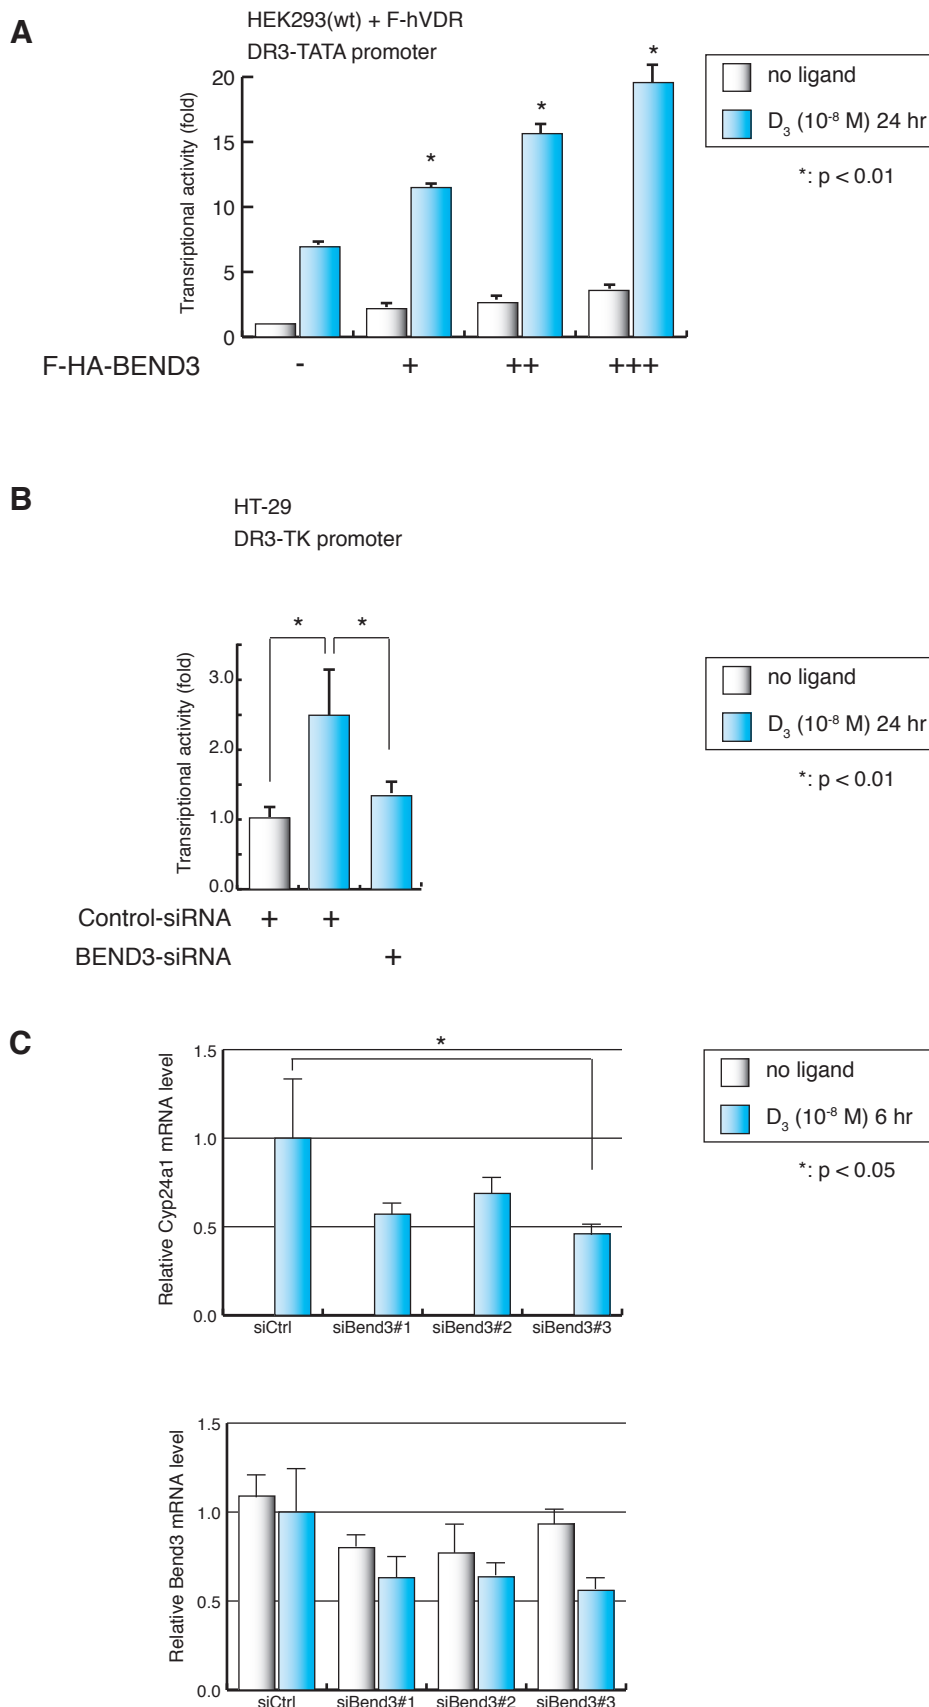 A
HEK293(wt) + F-hVDR
DR3-TATA promoter
Transriptional activity (fold)
20
15
10
5
0
*
*
*
F-HA-BEND3 - + ++ +++
no ligand
D3 (10-8 M) 24 hr
*: p < 0.01
B
HT-29
DR3-TK promoter
Transcriptional activity (fold)
3.0
2.0
1.0
0.0
* *
Control-siRNA + +
BEND3-siRNA +
no ligand
D3 (10-8 M) 24 hr
*: p < 0.01
C
Relative Cyp24a1 mRNA level
1.5
1.0
0.5
0.0
*
siCtrl siBend3#1 siBend3#2 siBend3#3
no ligand
D3 (10-8 M) 6 hr
*: p < 0.05
Relative Bend3 mRNA level
1.5
1.0
0.5
0.0
siCtrl siBend3#1 siBend3#2 siBend3#3